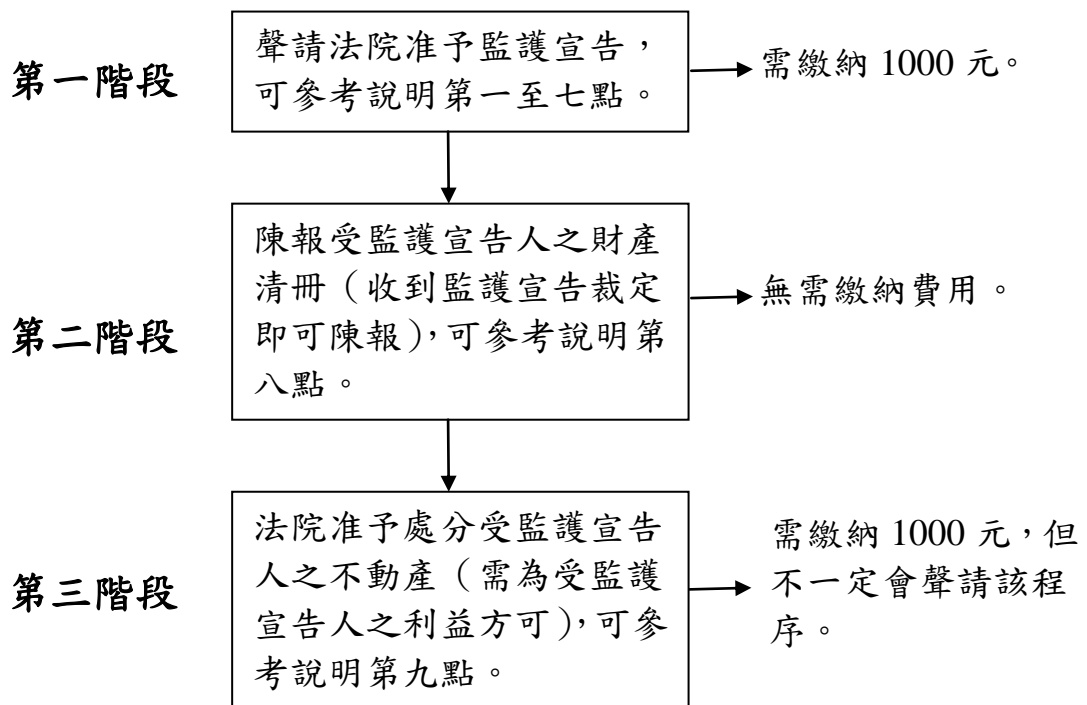 第一階段
聲請法院准予監護宣告，
可參考說明第一至七點。
需繳納 1000 元。
第二階段
陳報受監護宣告人之財產
清冊（收到監護宣告裁定
即可陳報），可參考說明第
八點。
無需繳納費用。
第三階段
法院准予處分受監護宣告
人之不動產（需為受監護
宣告人之利益方可），可參
考說明第九點。
需繳納 1000 元，但
不一定會聲請該程
序。